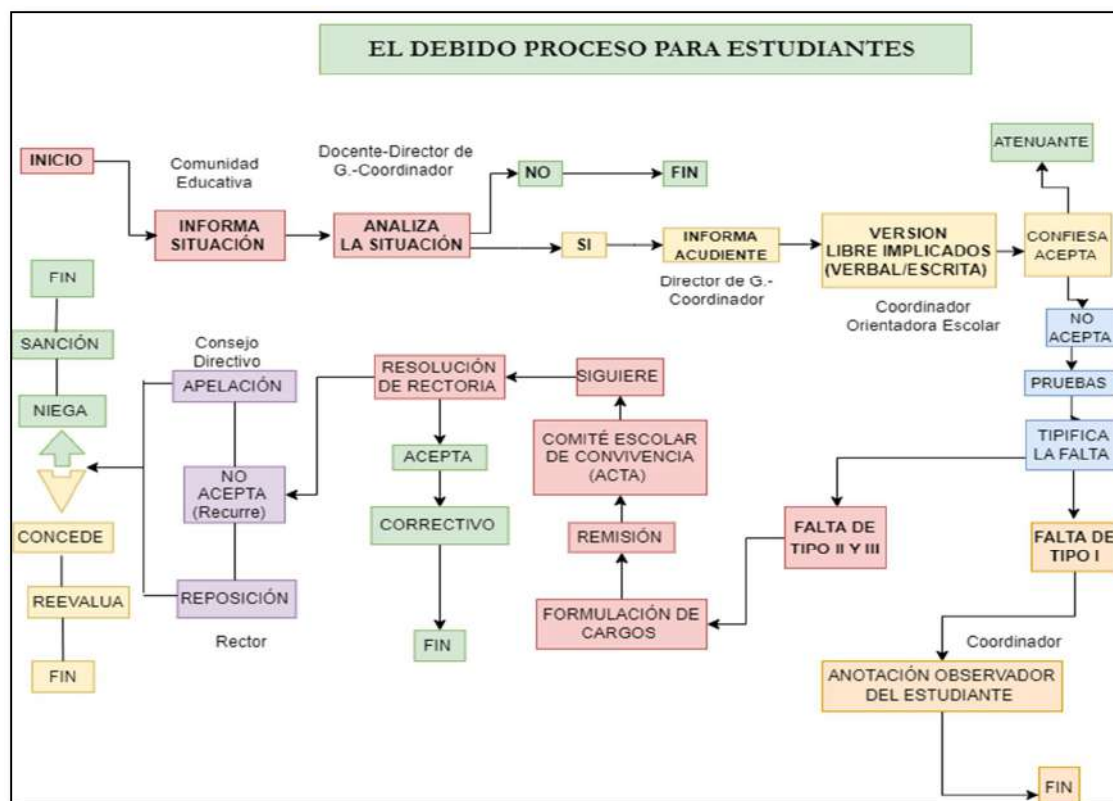 EL DEBIDO PROCESO PARA ESTUDIANTES
INICIO
Comunidad
Educativa
INFORMA
SITUACIÓN
Docente-Director de
G.-Coordinador
ANALIZA
LA SITUACIÓN
NO
FIN
SI
INFORMA
ACUDIENTE
Director de G.-
Coordinador
VERSION
LIBRE IMPLICADOS
(VERBAL/ESCRITA)
Coordinador
Orientadora Escolar
ATENUANTE
CONFIESA
ACEPTA
NO
ACEPTA
PRUEBAS
TIPIFICA
LA FALTA
FALTA DE
TIPO I
Coordinador
ANOTACIÓN OBSERVADOR
DEL ESTUDIANTE
FIN
FALTA DE
TIPO II Y III
FORMULACIÓN DE
CARGOS
REMISIÓN
COMITÉ ESCOLAR
DE CONVIVENCIA
(ACTA)
SIGUIERE
RESOLUCIÓN
DE RECTORIA
ACEPTA
CORRECTIVO
FIN
Consejo
Directivo
APELACIÓN
NO
ACEPTA
(Recurre)
REPOSICIÓN
Rector
FIN
SANCIÓN
NIEGA
CONCEDE
REEVALUA
FIN